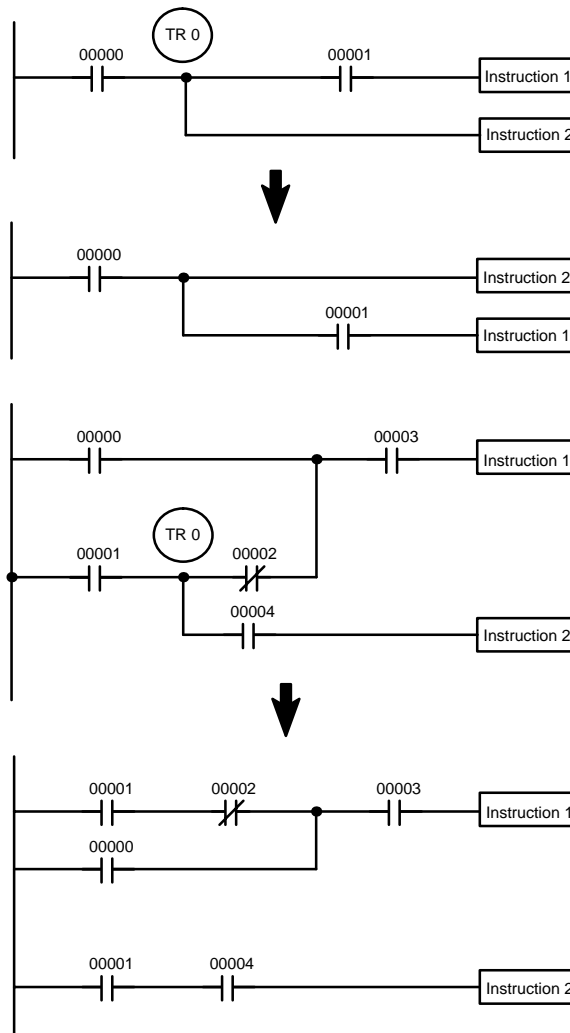 TR 0
00000 00001
Instruction 1
Instruction 2
00000
Instruction 2
00001
Instruction 1
00000 00003
Instruction 1
TR 0
00001 00002
00004
Instruction 2
00001 00002 00003
Instruction 1
00000
00001 00004
Instruction 2